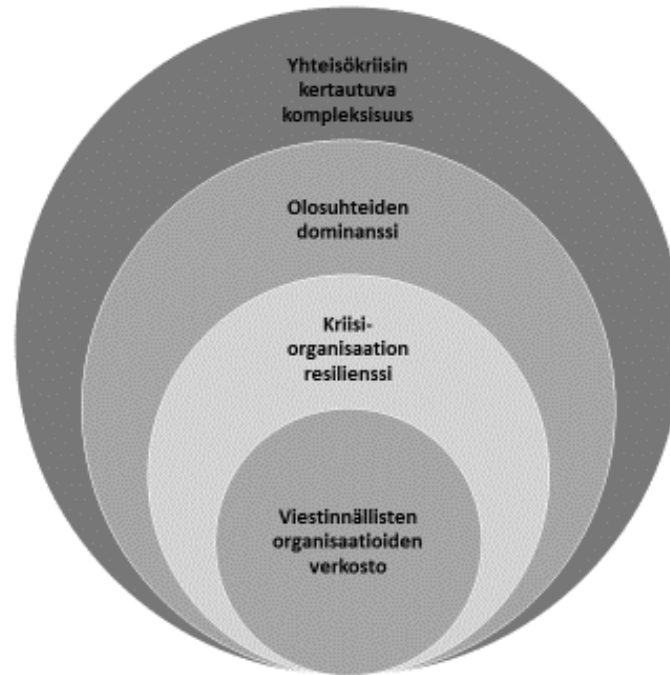 Yhteisökriisin
kertautuva
kompleksisuus
Olosuhteiden
dominanssi
Kriisi-
organisaation
resilienssi
Viestinnällisten
organisaatioiden
verkosto